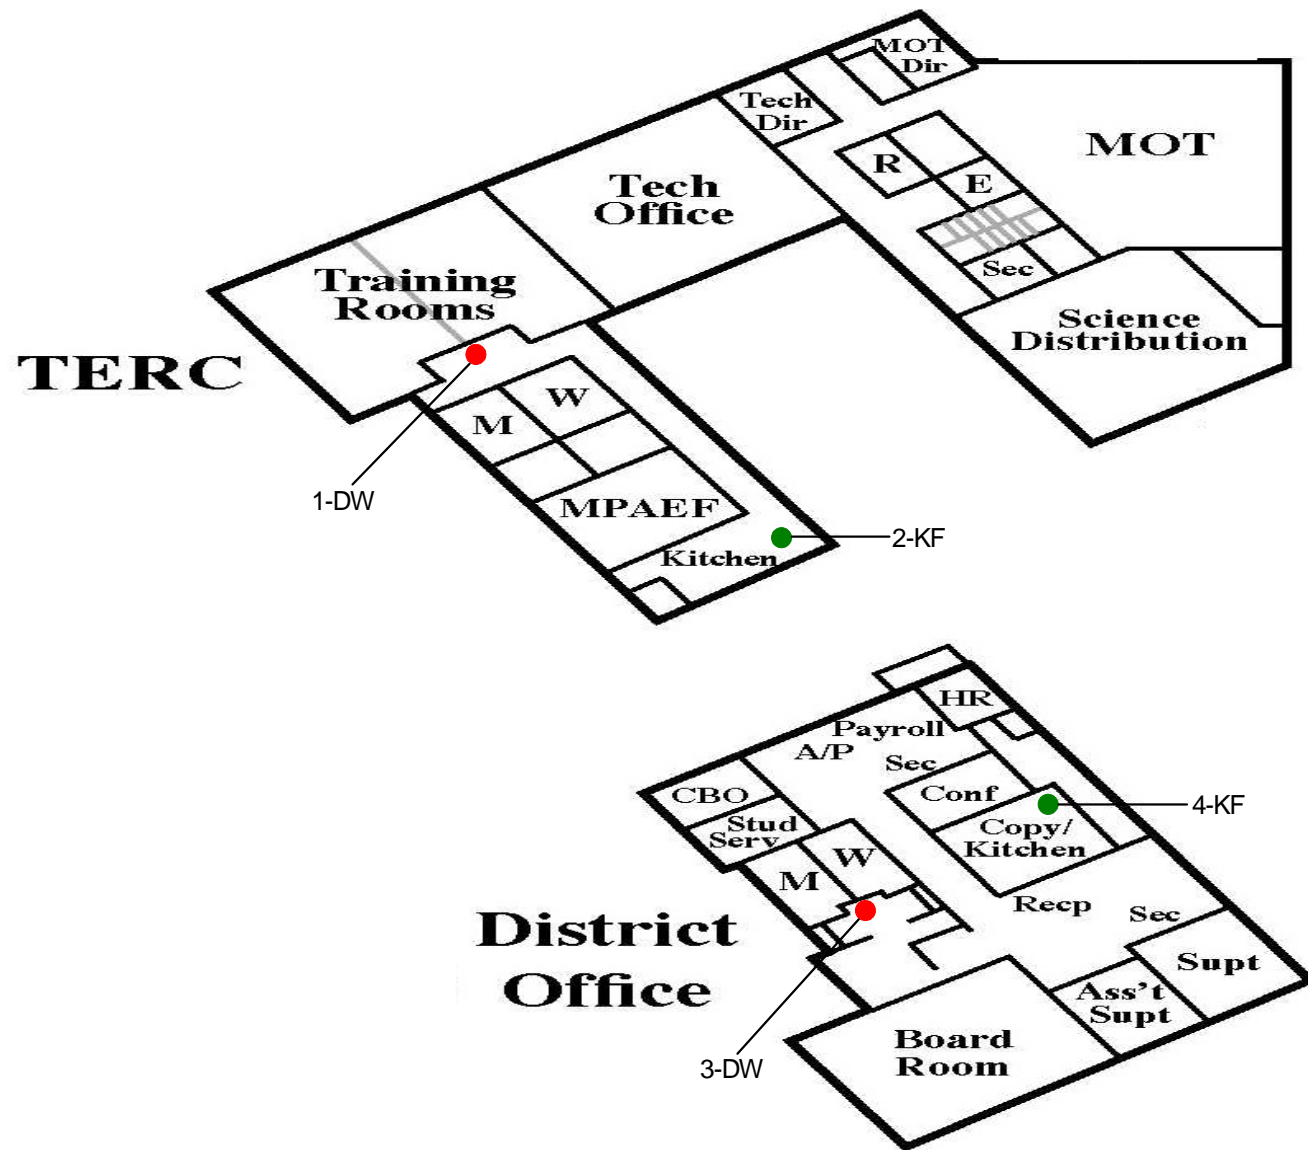 MOT
Dir
Tech
Dir
MOT
R
E
Tech
Office
Sec
Training
Rooms
Science
Distribution
TERC
W
M
1-DW
MPAEF
2-KF
Kitchen
HR
Payroll
A/P
Sec
CBO
Conf
4-KF
Stud
Serv
Copy/
Kitchen
W
M
Recp
Sec
District
Office
Supt
Ass't
Supt
Board
Room
3-DW